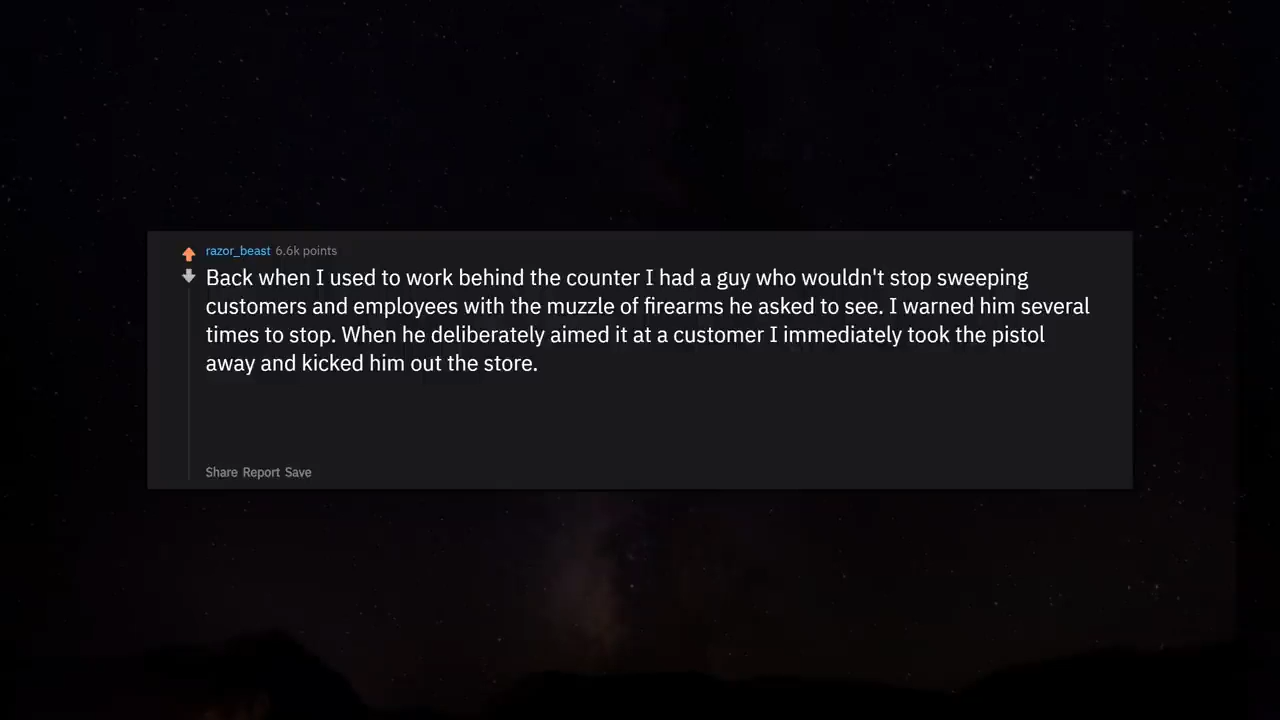 razor_beast 6.6k points
Back when I used to work behind the counter I had a guy who wouldn't stop sweeping
customers and employees with the muzzle of firearms he asked to see. I warned him several
times to stop. When he deliberately aimed it at a customer I immediately took the pistol
away and kicked him out the store.
Share Report Save